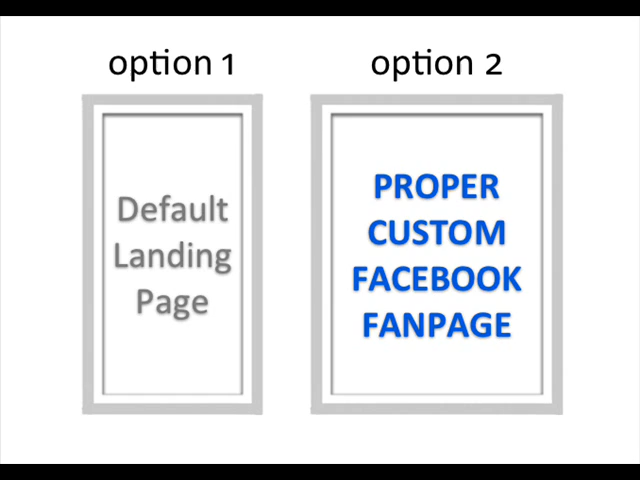 option 1
Default
Landing
Page
option 2
PROPER
CUSTOM
FACEBOOK
FANPAGE